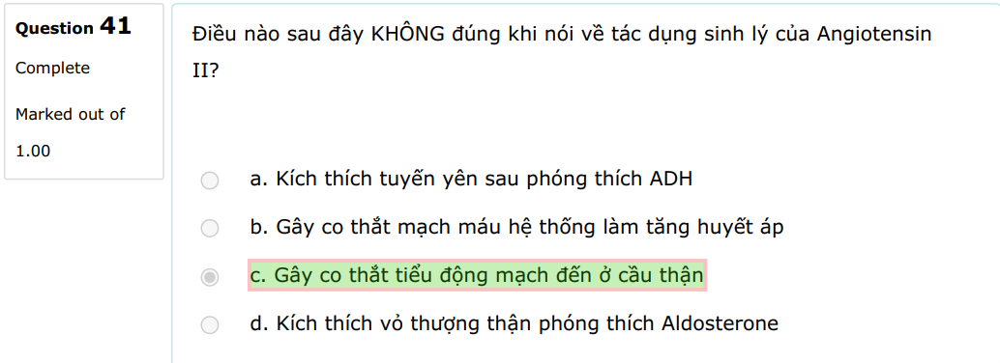 Question 41
Complete
Marked out of
1.00
Điều nào sau đây KHÔNG đúng khi nói về tác dụng sinh lý của Angiotensin
II?
a. Kích thích tuyến yên sau phóng thích ADH
b. Gây co thắt mạch máu hệ thống làm tăng huyết áp
c. Gây co thắt tiểu động mạch đến ở cầu thận
d. Kích thích vỏ thượng thận phóng thích Aldosterone